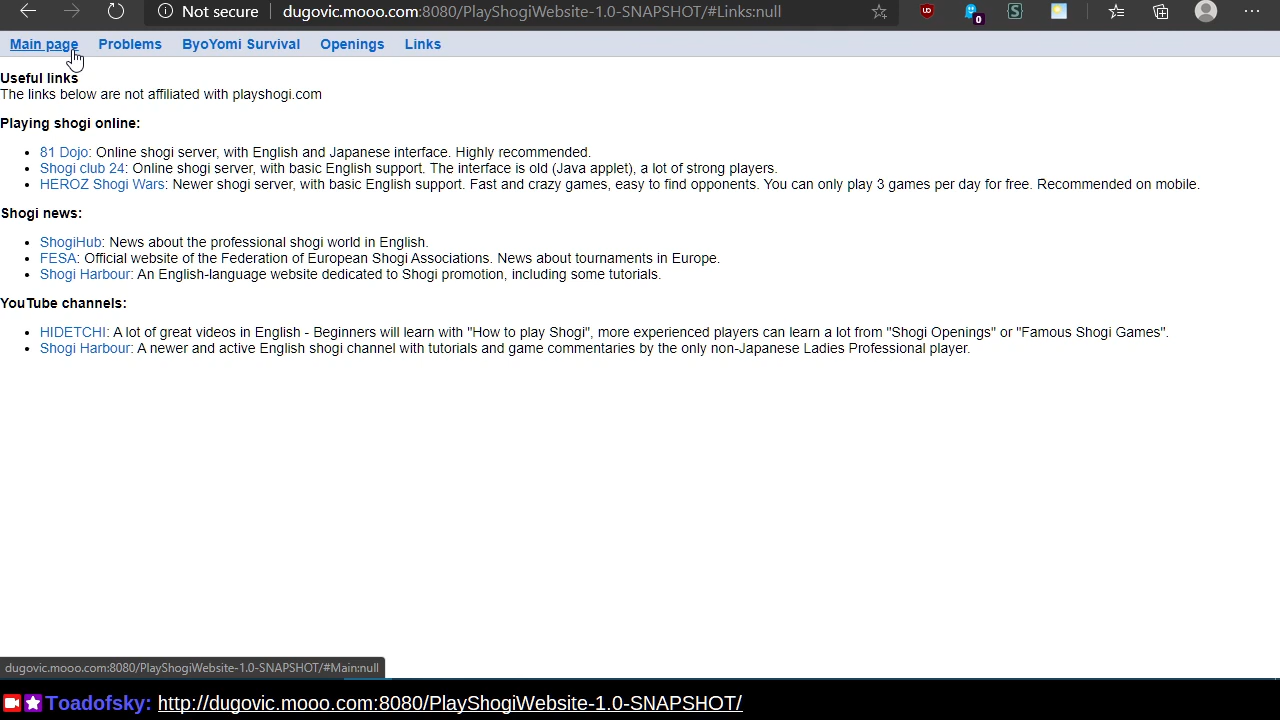 Not secure dugovic.mooo.com:8080/PlayShogiWebsite-1.0-SNAPSHOT/#Links:null UD 0 S
Main page Problems ByoYomi Survival Openings Links
Useful links
The links below are not affiliated with playshogi.com
Playing shogi online:
81 Dojo: Online shogi server, with English and Japanese interface. Highly recommended.
Shogi club 24: Online shogi server, with basic English support. The interface is old (Java applet), a lot of strong players.
HEROZ Shogi Wars: Newer shogi server, with basic English support. Fast and crazy games, easy to find opponents. You can only play 3 games per day for free. Recommended on mobile.
Shogi news:
ShogiHub: News about the professional shogi world in English.
FESA: Official website of the Federation of European Shogi Associations. News about tournaments in Europe.
Shogi Harbour: An English-language website dedicated to Shogi promotion, including some tutorials.
YouTube channels:
HIDETCHI: A lot of great videos in English - Beginners will learn with "How to play Shogi", more experienced players can learn a lot from "Shogi Openings" or "Famous Shogi Games".
Shogi Harbour: A newer and active English shogi channel with tutorials and game commentaries by the only non-Japanese Ladies Professional player.
dugovic.mooo.com:8080/PlayShogiWebsite-1.0-SNAPSHOT/#Main:null
Toadofsky: http://dugovic.mooo.com:8080/PlayShogiWebsite-1.0-SNAPSHOT/